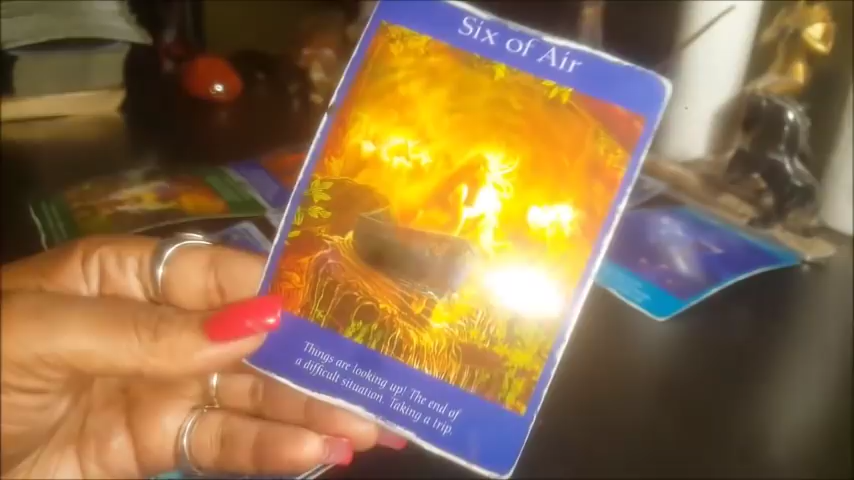 Six of Air
Things are looking up! The end of
a difficult situation. Taking a trip.